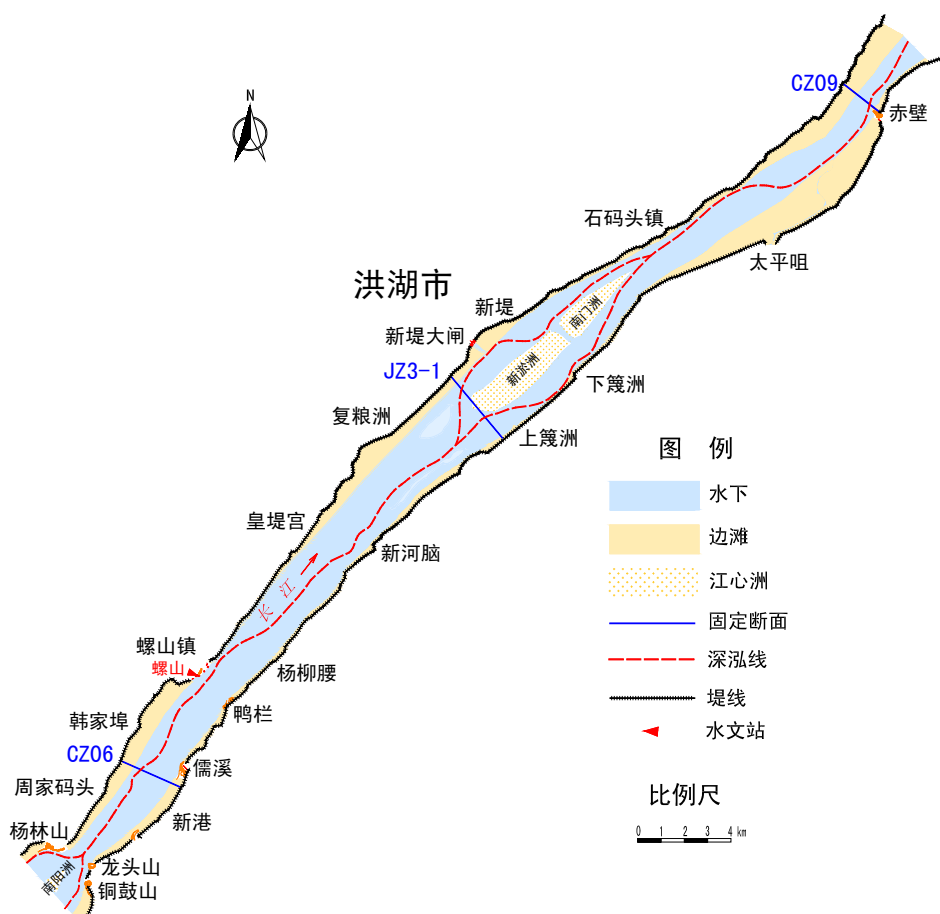 N
CZ09
赤壁
石码头镇
太平咀
洪湖市
新堤
南门洲
新堤大闸
新淤洲
JZ3-1
下篾洲
复粮洲
上篾洲
图 例
水下
皇堤宫
边滩
新河脑
江心洲
长 江
固定断面
螺山镇
深泓线
螺山
杨柳腰
堤线
韩家埠
鸭栏
水文站
CZ06
儒溪
周家码头
比例尺
新港
杨林山
0 1 2 3 4 km
龙头山
南阳洲
铜鼓山